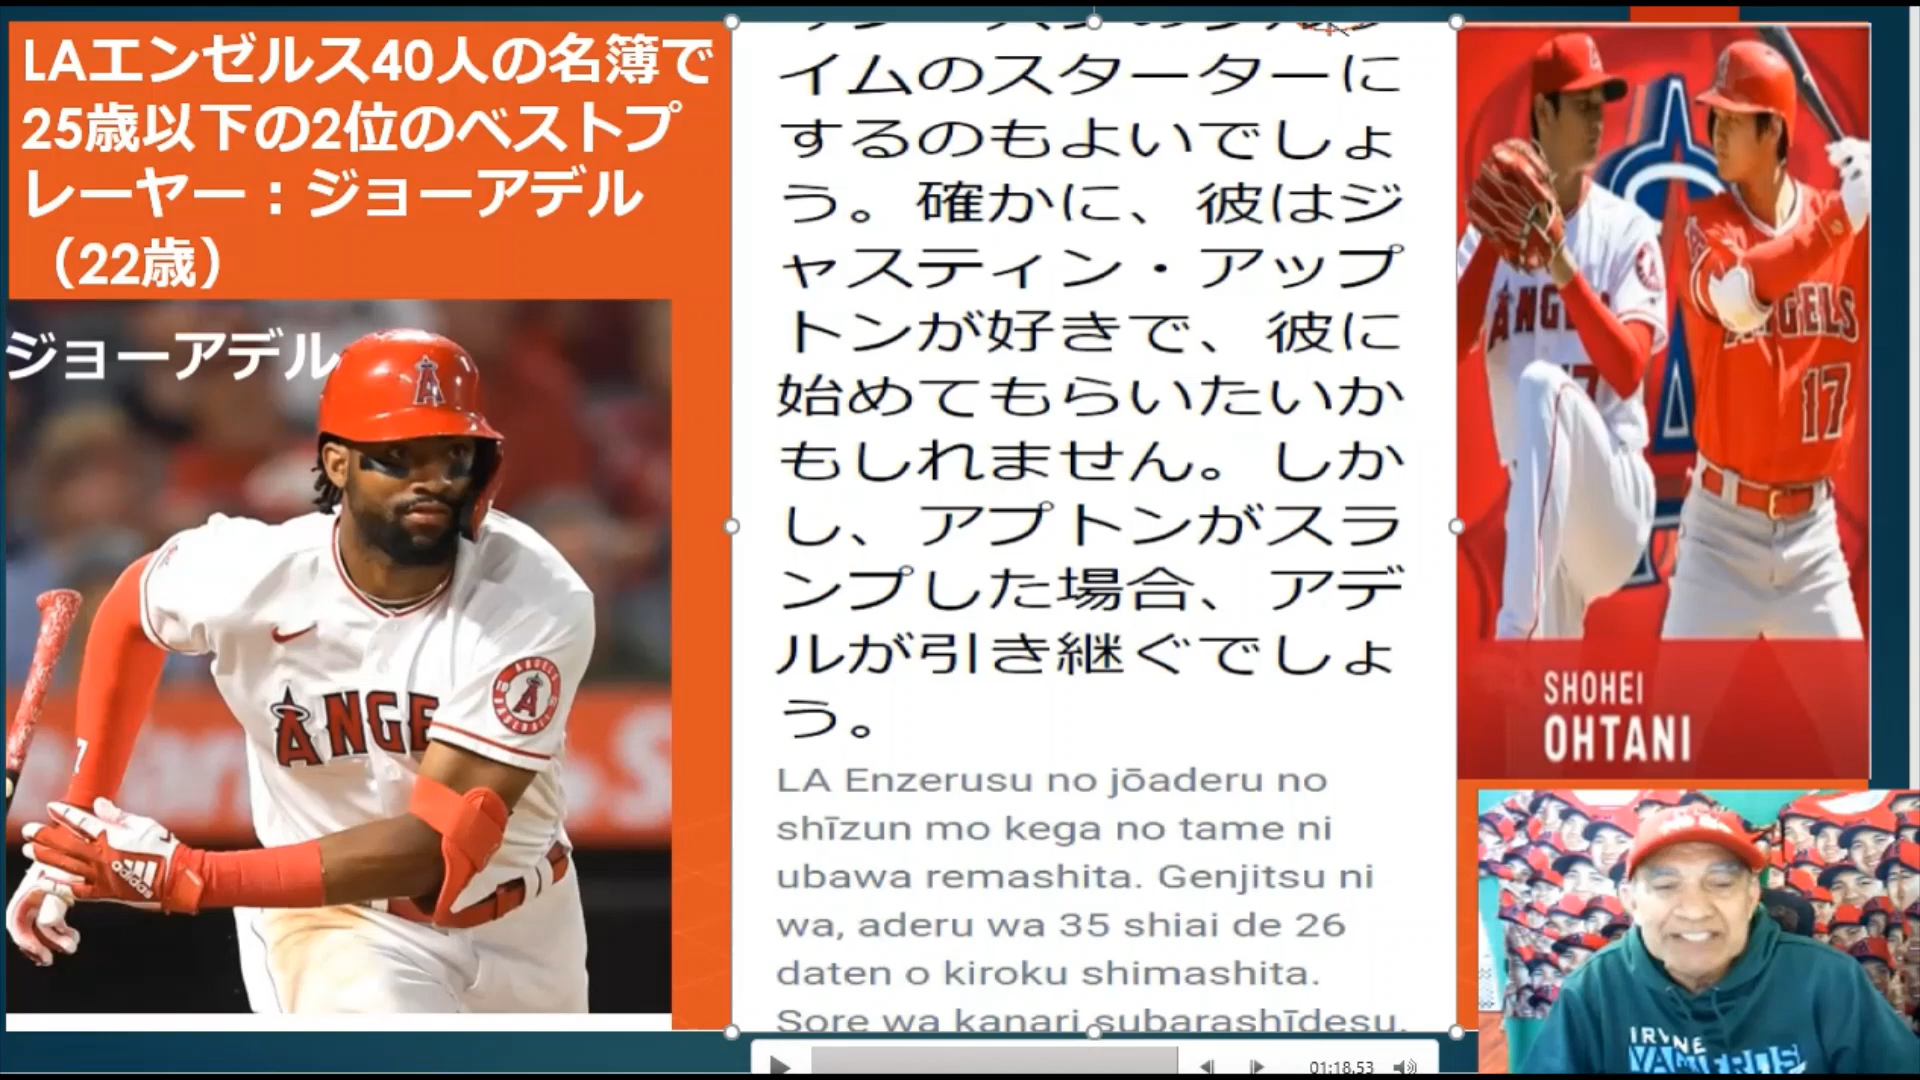 LAエンゼルス40人の名簿で
25歳以下の2位のベストプ
レーヤー：ジョーアデル
（22歳）
ジョーアデル
ANGE
adidas
イムのスターターに
するのもよいでしょ
う。確かに、彼はジ
ャスティン・アップ
トンが好きで、彼に
始めてもらいたいか
もしれません。しか
し、アプトンがスラ
ンプした場合、アデ
ルが引き継ぐでしょ
う。
LA Enzerusu no jōaderu no
shīzun mo kega no tame ni
ubawa remashita. Genjitsu ni
wa, aderu wa 35 shiai de 26
daten o kiroku shimashita.
Sore wa kanari subarashīdesu.
ANGELS
17
SHOHEI
OHTANI
IRVINE
VAQUEROS
01:18.53